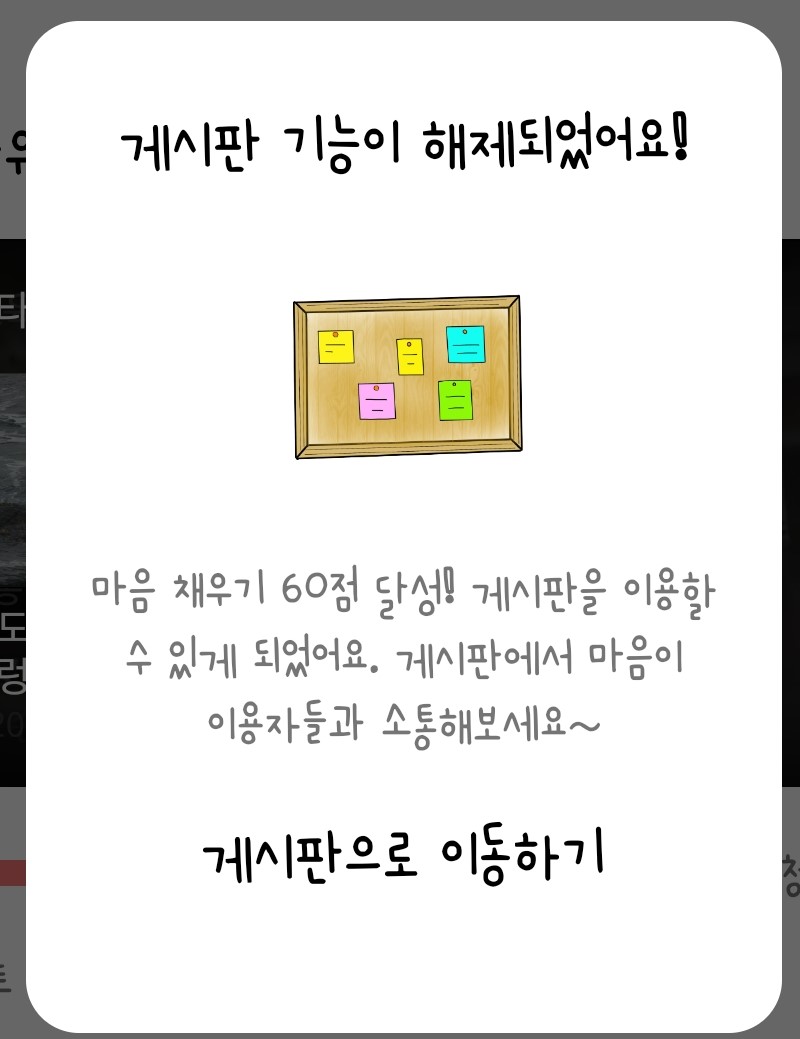 게시판 기능이 해제되었어요!
마음 채우기 60점 달성! 게시판을 이용할
수 있게 되었어요. 게시판에서 마음이
이용자들과 소통해보세요~
게시판으로 이동하기